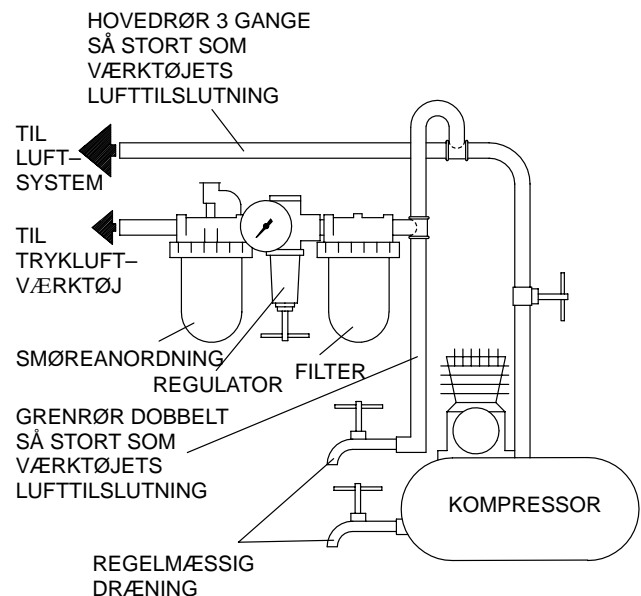 HOVEDRØR 3 GANGE
SÅ STORT SOM
VÆRKTØJETS
LUFTTILSLUTNING
TIL
LUFT–
SYSTEM
TIL
TRYKLUFT–
VÆRKTØJ
SMØREANORDNING
REGULATOR
FILTER
GRENRØR DOBBELT
SÅ STORT SOM
VÆRKTØJETS
LUFTTILSLUTNING
KOMPRESSOR
REGELMÆSSIG
DRÆNING